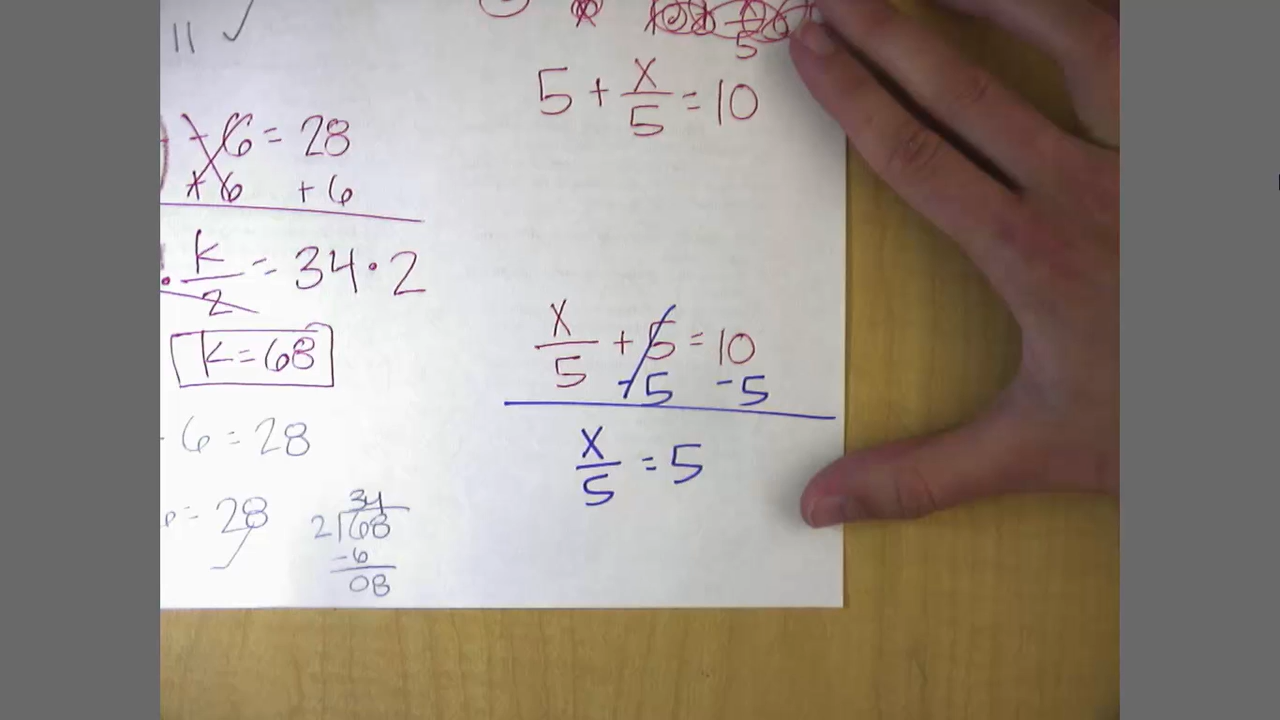 11 ✓
- 6 = 28
+ 6 + 6
· k/2 = 34 · 2
k = 68
- 6 = 28
= 28
34
2 68
- 6
08
5
5 + x/5 = 10
x/5 + 5 = 10
- 5 - 5
x/5 = 5